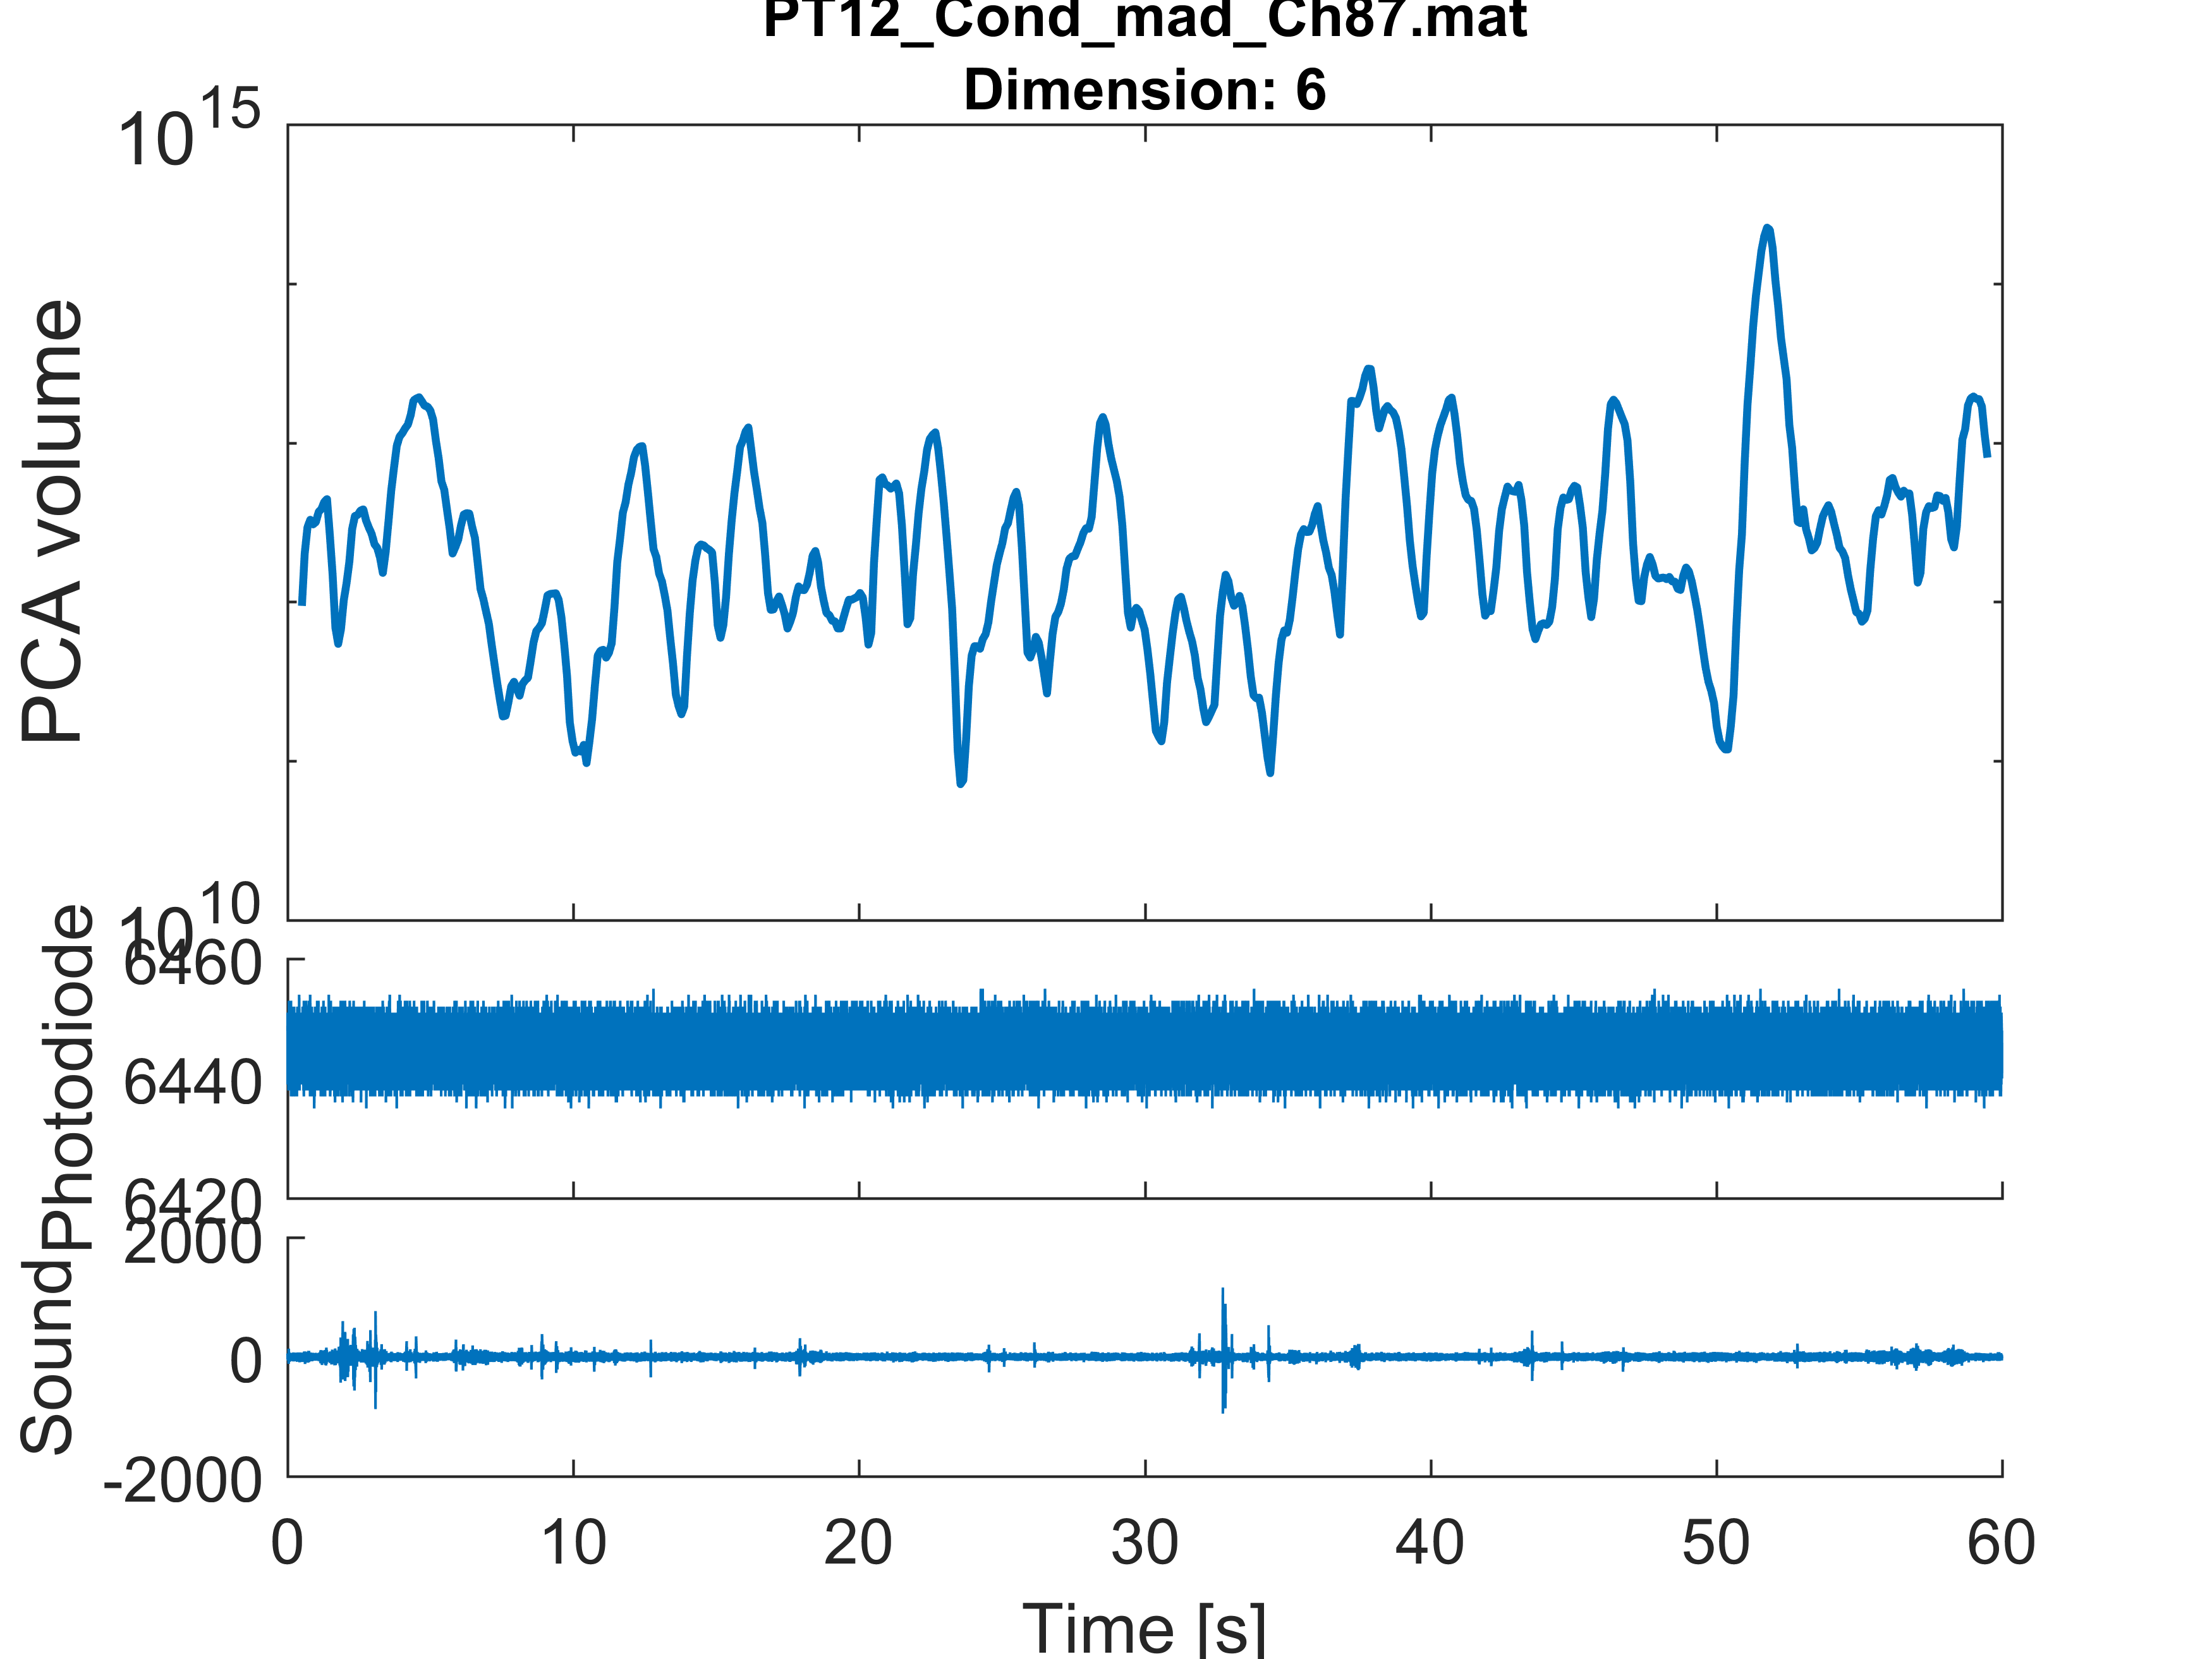 PT12_Cond_mad_Ch87.mat
Dimension: 6
10^15
PCA volume
10^10
6460
Photodiode
6440
6420
2000
Sound
0
-2000
0 10 20 30 40 50 60
Time [s]